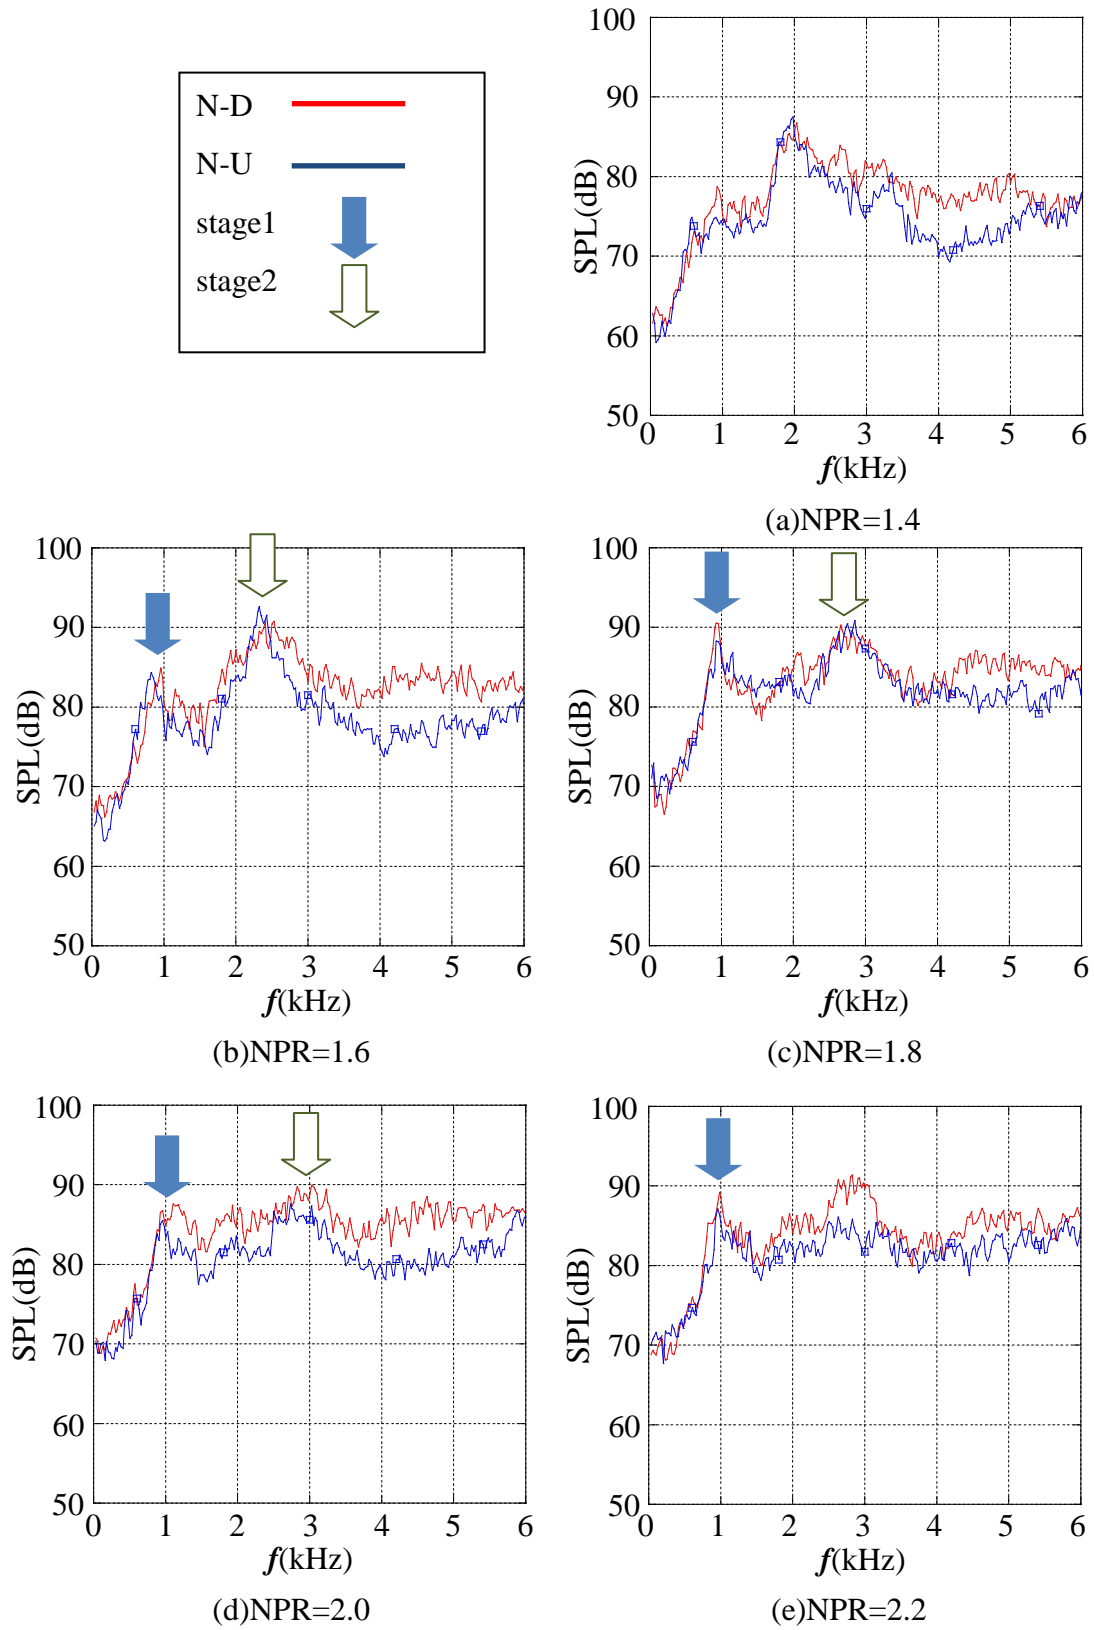 N-D
N-U
stage1
stage2
100
90
80
70
60
50
SPL(dB)
0 1 2 3 4 5 6
f(kHz)
(a)NPR=1.4
100
90
80
70
60
50
SPL(dB)
0 1 2 3 4 5 6
f(kHz)
(b)NPR=1.6
100
90
80
70
60
50
SPL(dB)
0 1 2 3 4 5 6
f(kHz)
(c)NPR=1.8
100
90
80
70
60
50
SPL(dB)
0 1 2 3 4 5 6
f(kHz)
(d)NPR=2.0
100
90
80
70
60
50
SPL(dB)
0 1 2 3 4 5 6
f(kHz)
(e)NPR=2.2